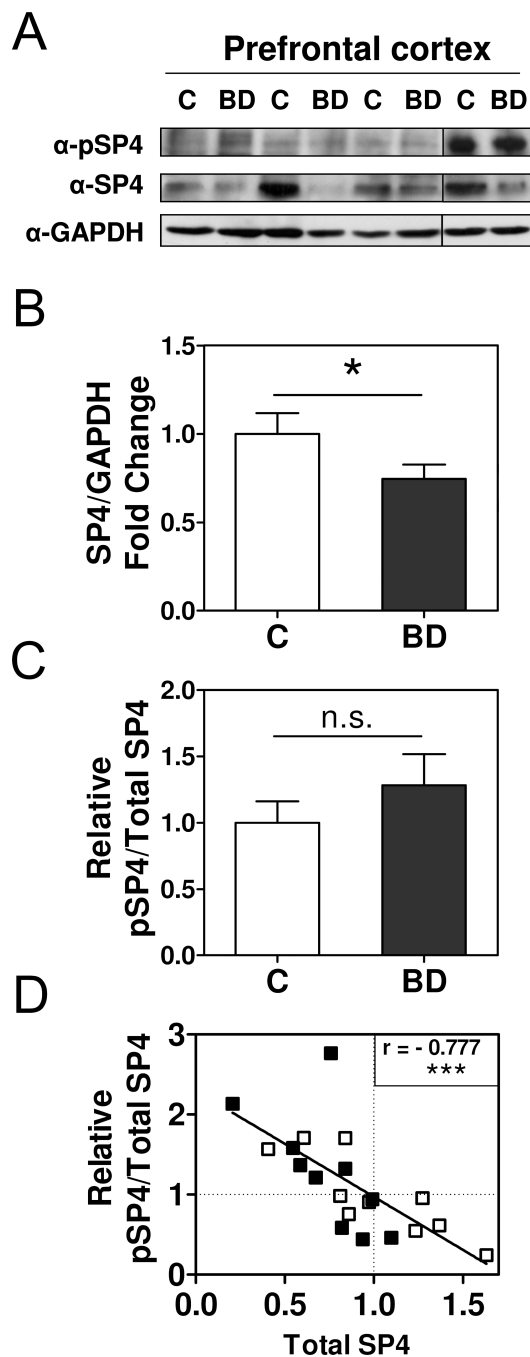 A
Prefrontal cortex
C BD C BD C BD C BD
α-pSP4
α-SP4
α-GAPDH
B
SP4/GAPDH
Fold Change
1.5
1.0
0.5
0.0
*
C BD
C
Relative
pSP4/Total SP4
2.0
1.5
1.0
0.5
0.0
n.s.
C BD
D
Relative
pSP4/Total SP4
3
2
1
0
r = - 0.777
***
0.0 0.5 1.0 1.5
Total SP4